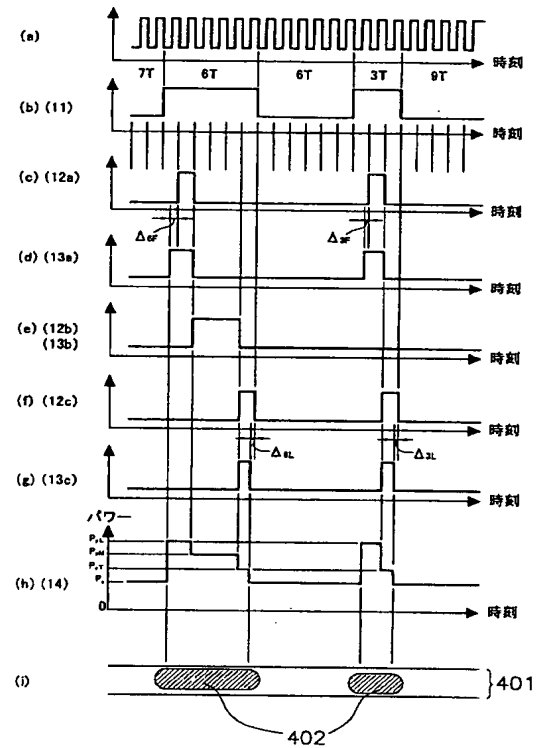 (a)
時刻
7T 6T 6T 3T 9T
(b) (11)
時刻
(c) (12a)
時刻
Δ6F Δ3F
(d) (13a)
時刻
(e) (12b)
(13b)
時刻
(f) (12c)
時刻
Δ6L Δ3L
(g) (13c)
時刻
パワー
(h) (14)
0
時刻
(i)
401
402